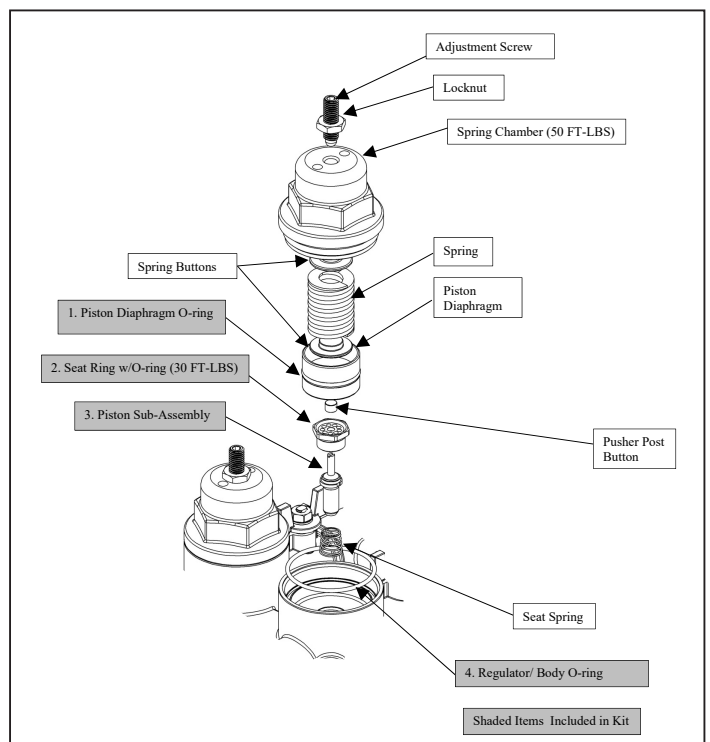 Adjustment Screw
Locknut
Spring Chamber (50 FT-LBS)
Spring Buttons
Spring
Piston
Diaphragm
1. Piston Diaphragm O-ring
2. Seat Ring w/O-ring (30 FT-LBS)
3. Piston Sub-Assembly
Pusher Post
Button
Seat Spring
4. Regulator/ Body O-ring
Shaded Items Included in Kit